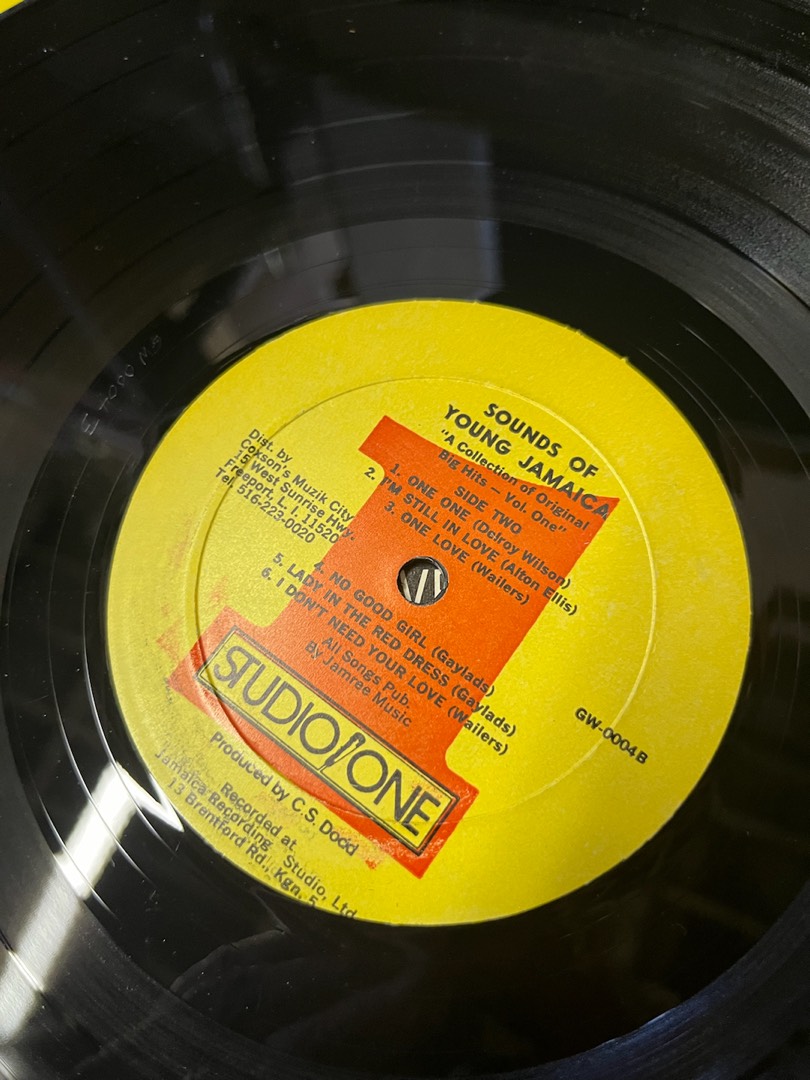 SOUNDS OF
YOUNG JAMAICA
"A Collection of Original
Big Hits — Vol. One"
SIDE TWO
1. ONE ONE (Delroy Wilson)
2. I'M STILL IN LOVE (Alton Ellis)
3. ONE LOVE (Wailers)
Dist. by
Coxson's Muzik City
15 West Sunrise Hwy.
Freeport, L. I. 11520
Tel. 516-223-0020
4. NO GOOD GIRL (Gaylads)
5. LADY IN THE RED DRESS (Gaylads)
6. I DON'T NEED YOUR LOVE (Wailers)
All Songs Pub.
By Jamree Music
GW-0004B
STUDIO ONE
Produced by C.S. Dodd
Recorded at
Jamaica Recording Studio, Ltd.
13 Brentford Rd., Kgn. 5